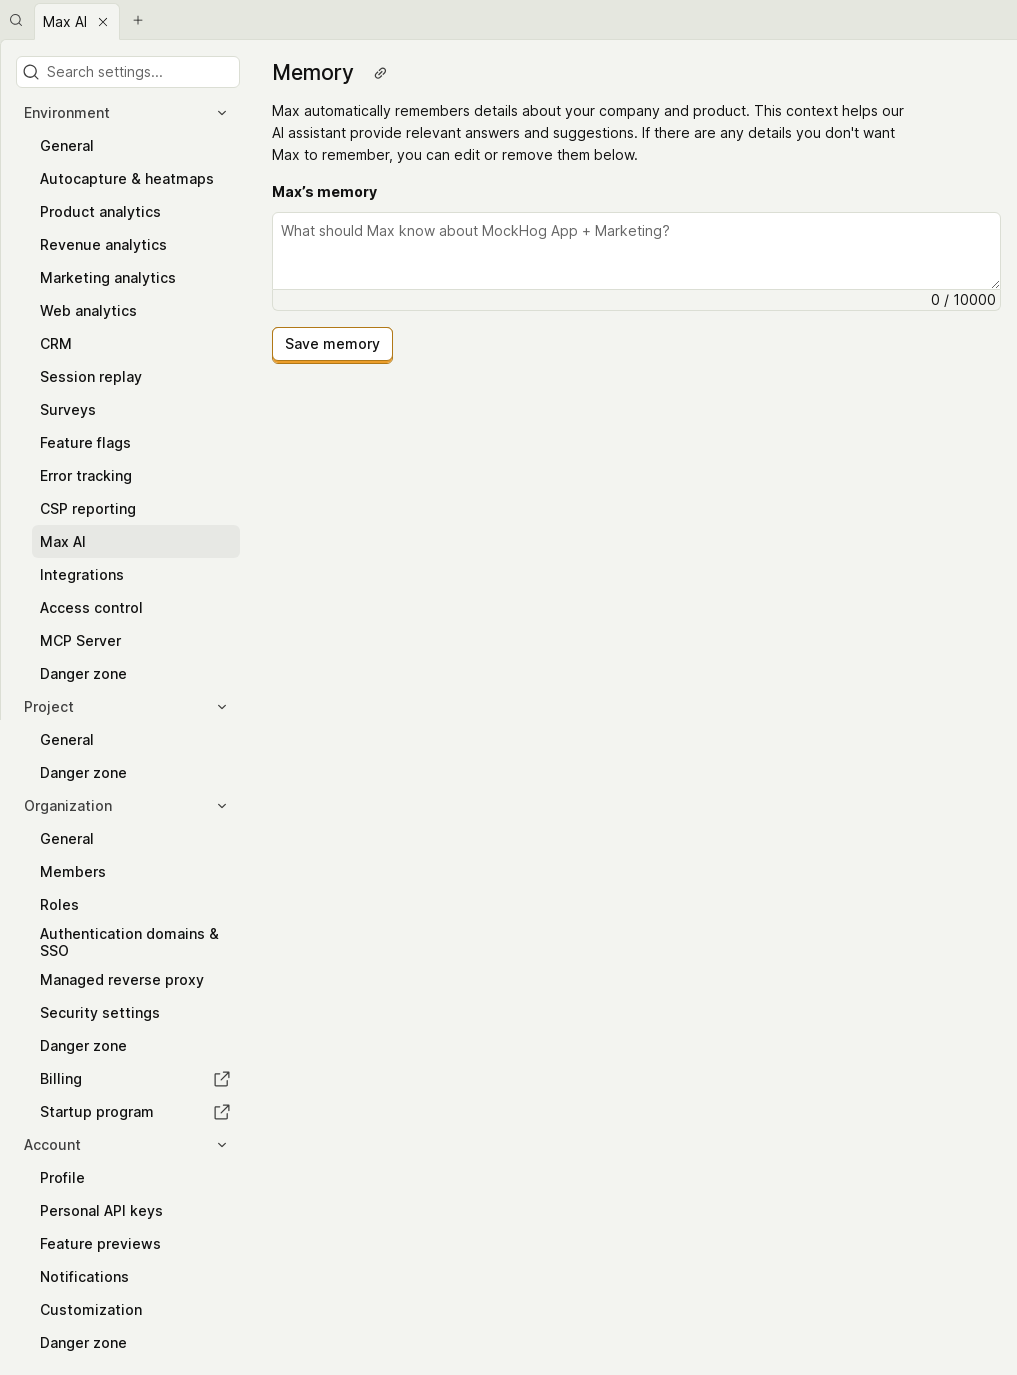 Max AI
Search settings...
Environment
General
Autocapture & heatmaps
Product analytics
Revenue analytics
Marketing analytics
Web analytics
CRM
Session replay
Surveys
Feature flags
Error tracking
CSP reporting
Max AI
Integrations
Access control
MCP Server
Danger zone
Project
General
Danger zone
Organization
General
Members
Roles
Authentication domains &
SSO
Managed reverse proxy
Security settings
Danger zone
Billing
Startup program
Account
Profile
Personal API keys
Feature previews
Notifications
Customization
Danger zone
Memory
Max automatically remembers details about your company and product. This context helps our
AI assistant provide relevant answers and suggestions. If there are any details you don't want
Max to remember, you can edit or remove them below.
Max’s memory
What should Max know about MockHog App + Marketing?
0 / 10000
Save memory